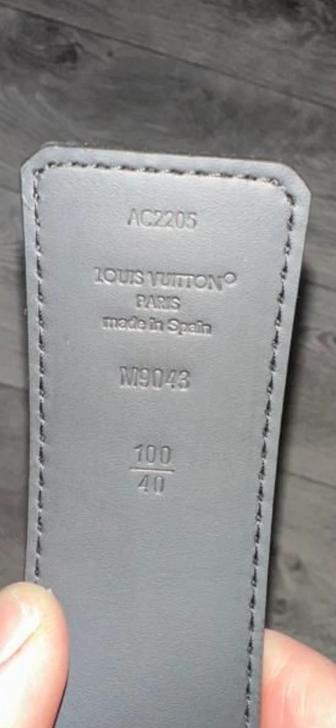 AC2205
LOUIS VUITTON
PARIS
made in Spain
M9043
100
40